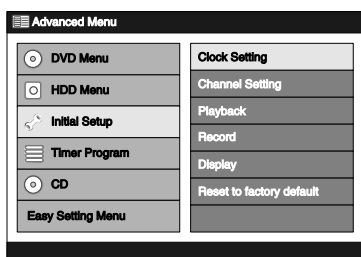 Advanced Menu
DVD Menu
HDD Menu
Initial Setup
Timer Program
CD
Easy Setting Menu
Clock Setting
Channel Setting
Playback
Record
Display
Reset to factory default